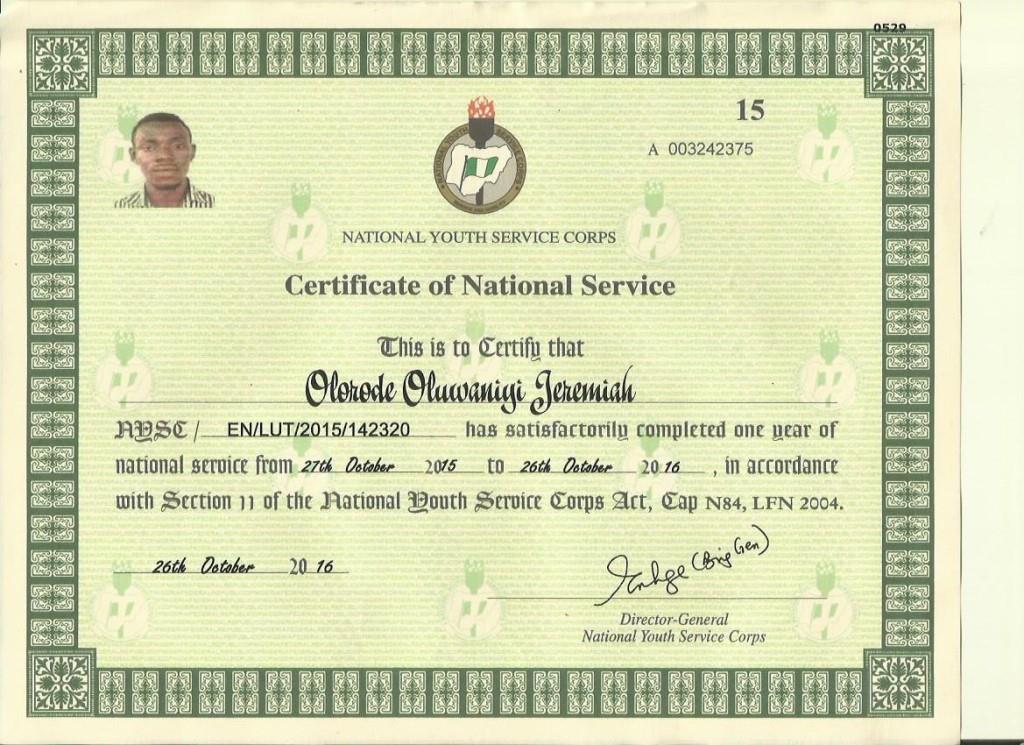 0529
15
A 003242375
NATIONAL YOUTH SERVICE CORPS
Certificate of National Service
This is to Certify that
Olorode Oluwaniyi Jeremiah
NYSC/ EN/LUT/2015/142320 has satisfactorily completed one year of
national service from 27th October 2015 to 26th October 2016, in accordance
with Section 11 of the National Youth Service Corps Act, Cap N84, LFN 2004.
26th October 2016
(Brig Gen)
Director-General
National Youth Service Corps